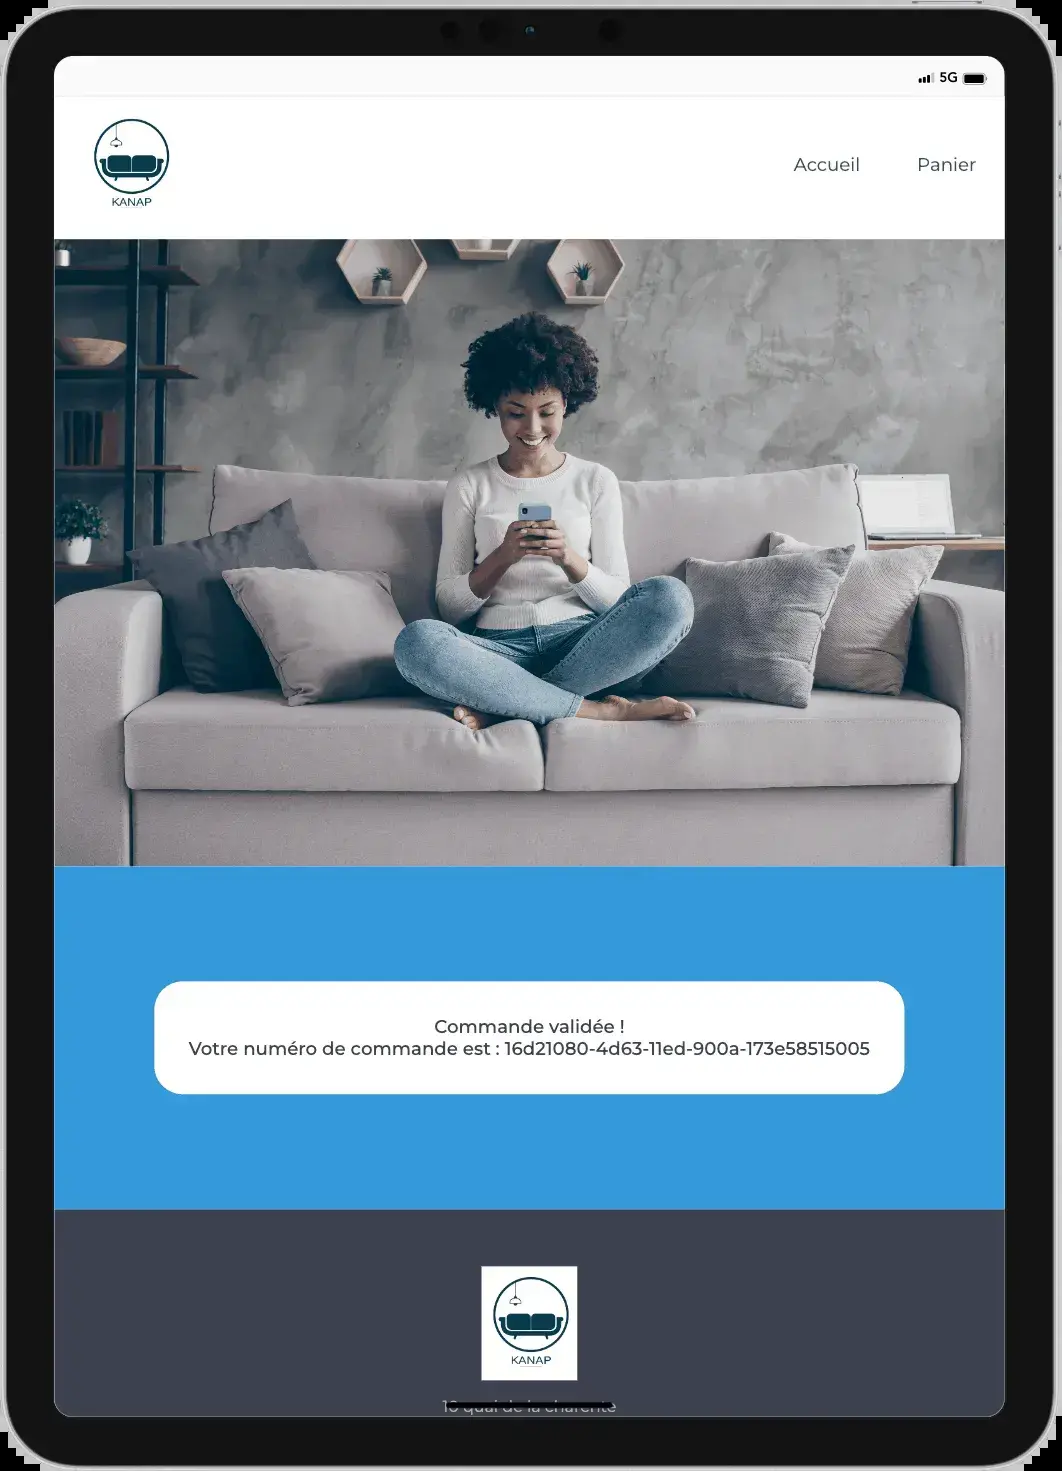 5G
KANAP
Accueil
Panier
Commande validée !
Votre numéro de commande est : 16d21080-4d63-11ed-900a-173e58515005
KANAP
10 quai de la charente